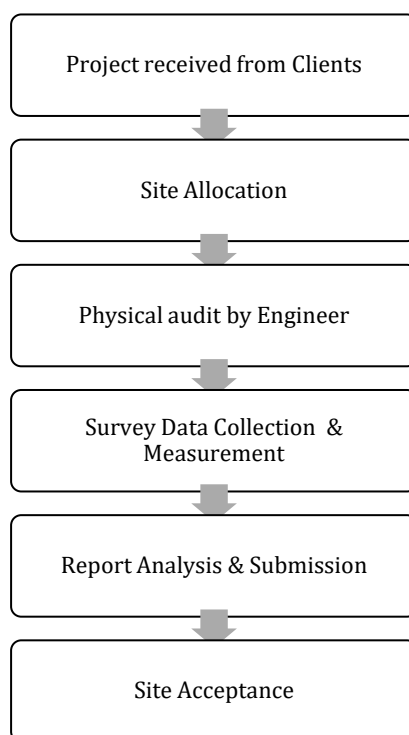 Project received from Clients
Site Allocation
Physical audit by Engineer
Survey Data Collection &
Measurement
Report Analysis & Submission
Site Acceptance